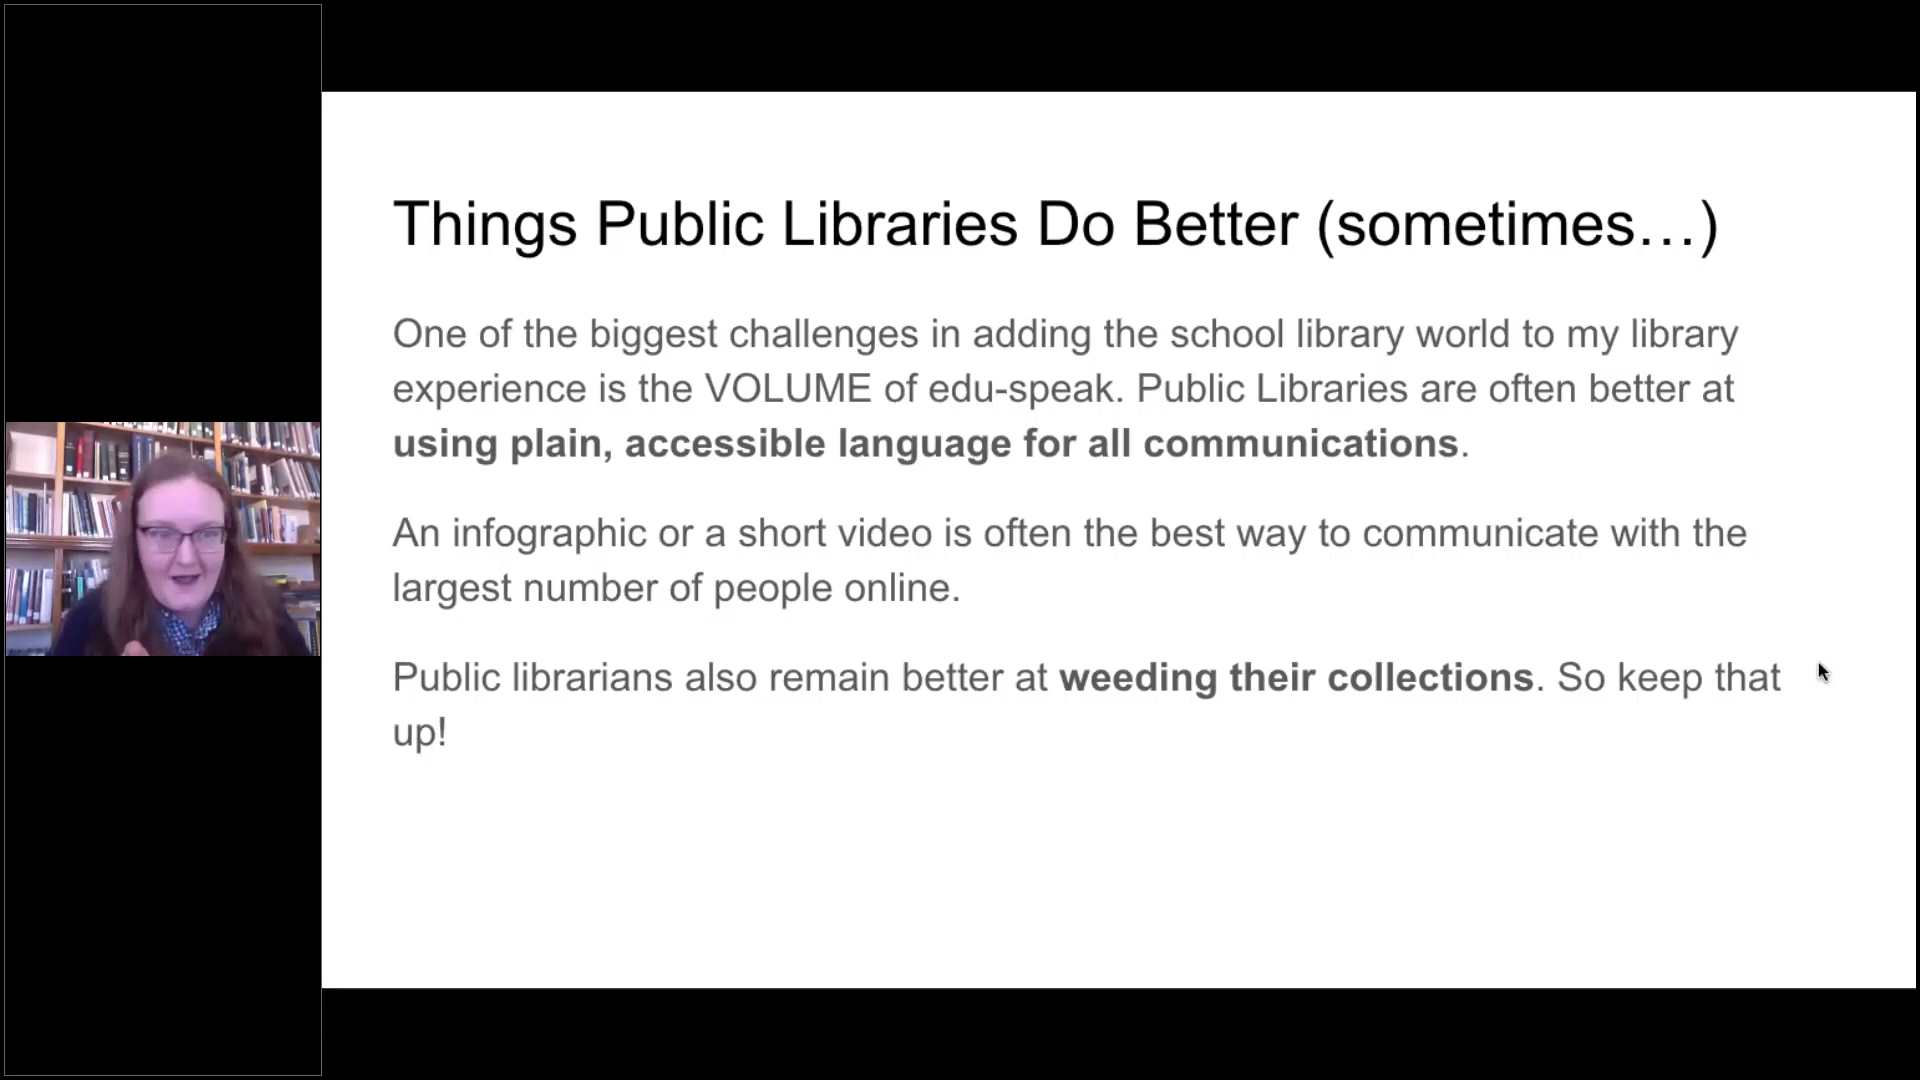 Things Public Libraries Do Better (sometimes…)
One of the biggest challenges in adding the school library world to my library
experience is the VOLUME of edu-speak. Public Libraries are often better at
using plain, accessible language for all communications.
An infographic or a short video is often the best way to communicate with the
largest number of people online.
Public librarians also remain better at weeding their collections. So keep that
up!